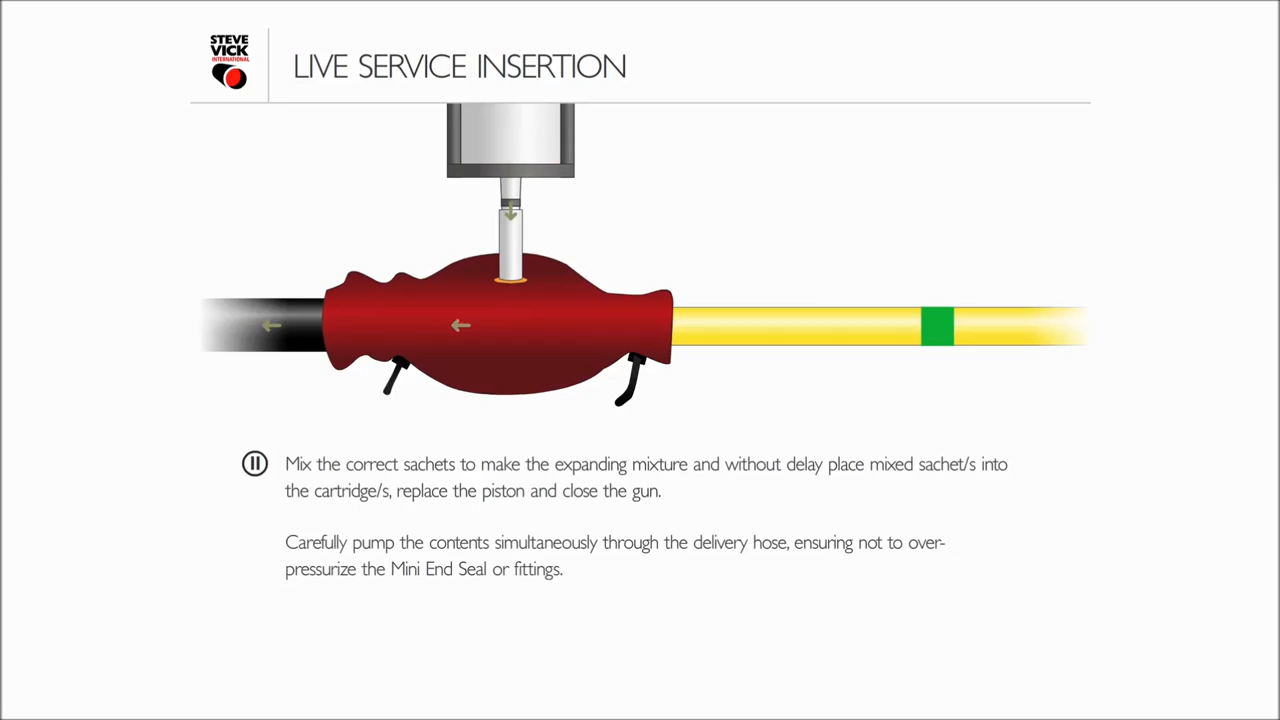 STEVE
VICK
INTERNATIONAL
LIVE SERVICE INSERTION
Mix the correct sachets to make the expanding mixture and without delay place mixed sachet/s into
the cartridge/s, replace the piston and close the gun.
Carefully pump the contents simultaneously through the delivery hose, ensuring not to over-
pressurize the Mini End Seal or fittings.